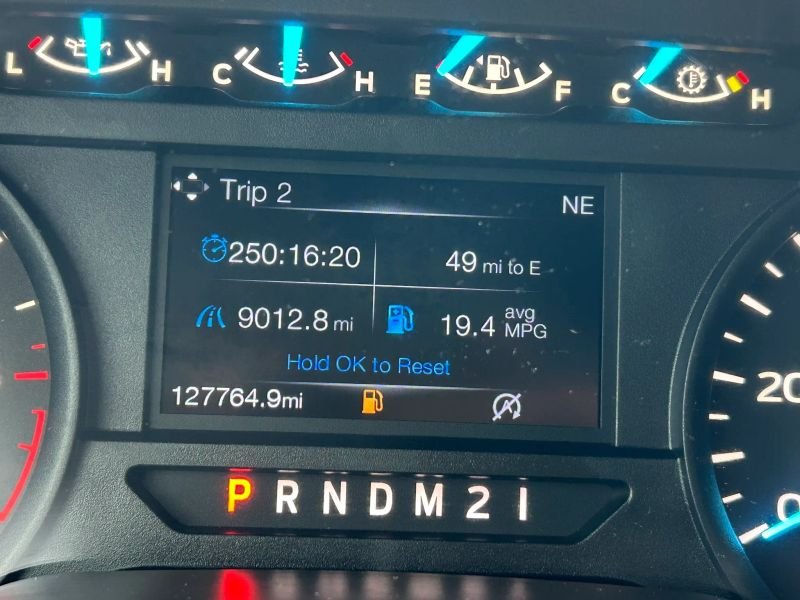 L H C H E F C H
Trip 2 NE
250:16:20 49 mi to E
9012.8 mi 19.4 avg MPG
Hold OK to Reset
127764.9mi
P R N D M 2 1
20
0